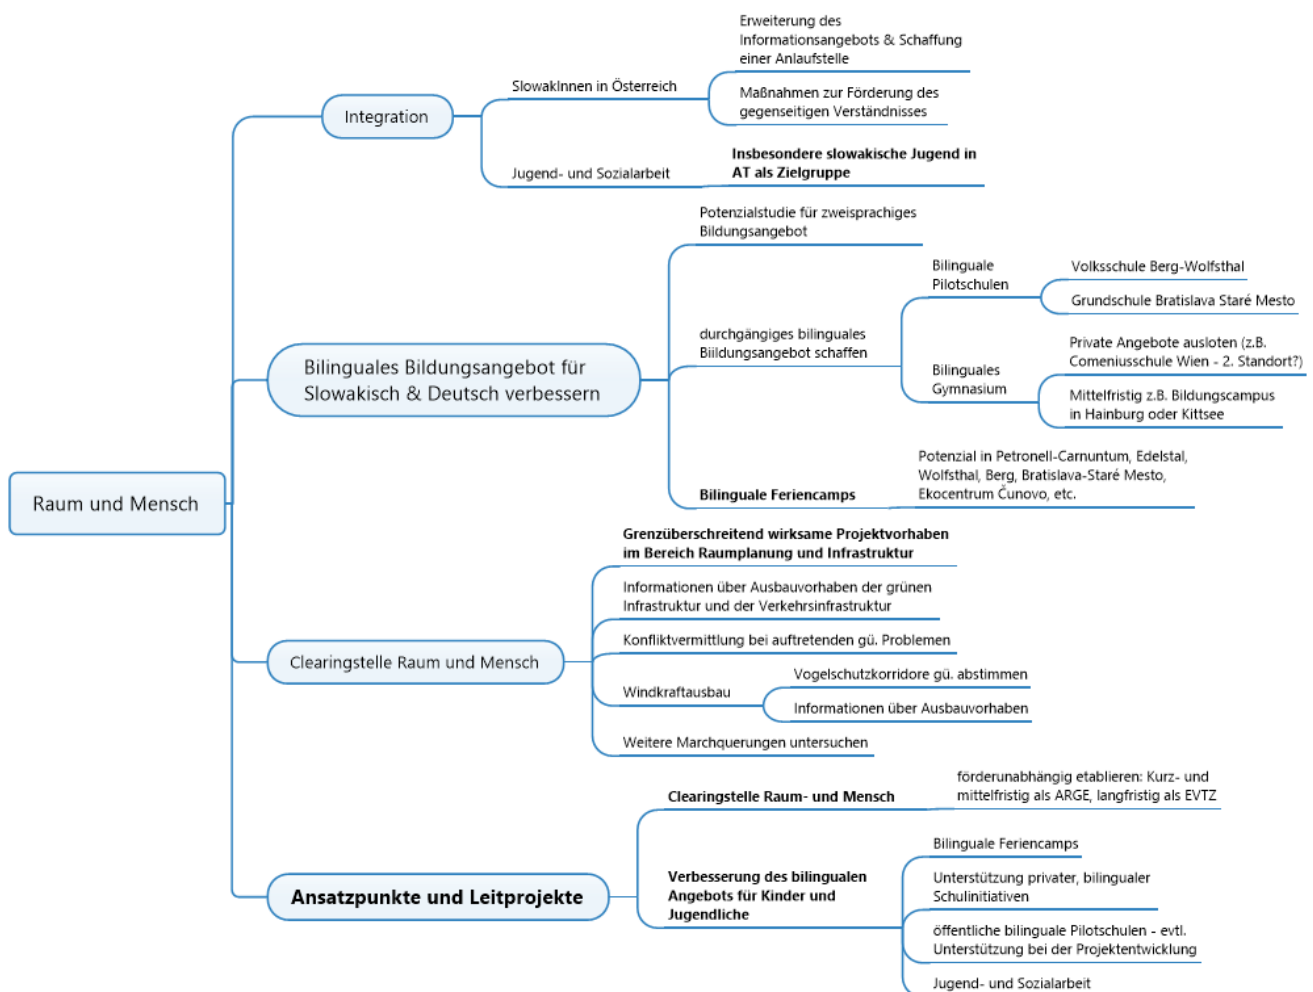 Raum und Mensch
Integration
SlowakInnen in Österreich
Erweiterung des
Informationsangebots & Schaffung
einer Anlaufstelle
Maßnahmen zur Förderung des
gegenseitigen Verständnisses
Jugend- und Sozialarbeit
Insbesondere slowakische Jugend in
AT als Zielgruppe
Bilinguales Bildungsangebot für
Slowakisch & Deutsch verbessern
Potenzialstudie für zweisprachiges
Bildungsangebot
durchgängiges bilinguales
Biildungsangebot schaffen
Bilinguale
Pilotschulen
Volksschule Berg-Wolfsthal
Grundschule Bratislava Staré Mesto
Bilinguales
Gymnasium
Private Angebote ausloten (z.B.
Comeniusschule Wien - 2. Standort?)
Mittelfristig z.B. Bildungscampus
in Hainburg oder Kittsee
Bilinguale Feriencamps
Potenzial in Petronell-Carnuntum, Edelstal,
Wolfsthal, Berg, Bratislava-Staré Mesto,
Ekocentrum Čunovo, etc.
Clearingstelle Raum und Mensch
Grenzüberschreitend wirksame Projektvorhaben
im Bereich Raumplanung und Infrastruktur
Informationen über Ausbauvorhaben der grünen
Infrastruktur und der Verkehrsinfrastruktur
Konfliktvermittlung bei auftretenden gü. Problemen
Windkraftausbau
Vogelschutzkorridore gü. abstimmen
Informationen über Ausbauvorhaben
Weitere Marchquerungen untersuchen
Ansatzpunkte und Leitprojekte
Clearingstelle Raum- und Mensch
förderunabhängig etablieren: Kurz- und
mittelfristig als ARGE, langfristig als EVTZ
Verbesserung des bilingualen
Angebots für Kinder und
Jugendliche
Bilinguale Feriencamps
Unterstützung privater, bilingualer
Schulinitiativen
öffentliche bilinguale Pilotschulen - evtl.
Unterstützung bei der Projektentwicklung
Jugend- und Sozialarbeit